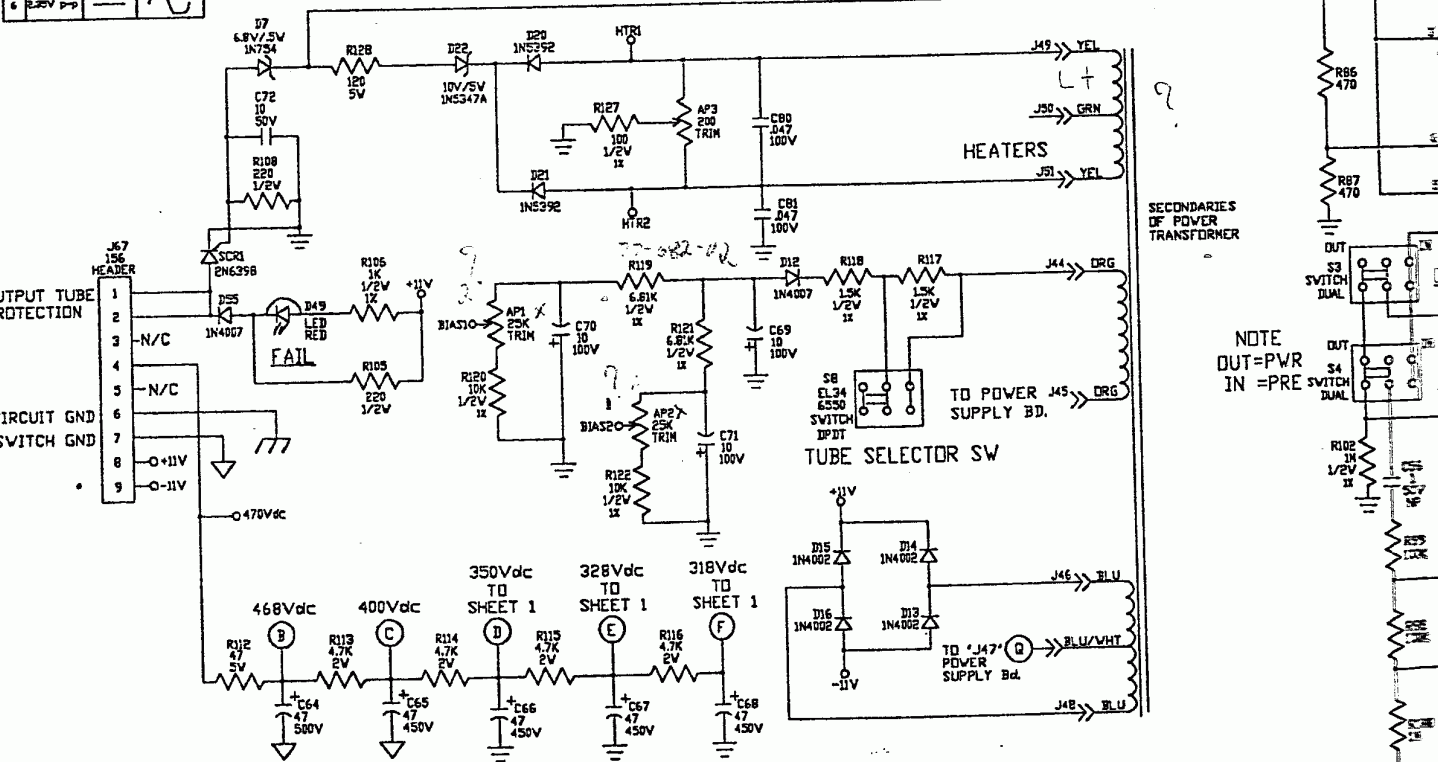 6
D7
6.8V/.5W
1N754
R128
120
5W
D22
10V/5W
1N5347A
D20
1N5392
HTR1
J49
YEL
R86
470
C72
10
50V
R127
100
1/2W
1%
AP3
200
TRIM
C80
.047
100V
L+
J50
GRN
?
HEATERS
R108
220
1/2W
D21
1N5392
HTR2
J51
YEL
C81
.047
100V
R87
470
SECONDARIES
OF POWER
TRANSFORMER
J67
156
HEADER
SCR1
2N6398
OUT
S3
SWITCH
DUAL
1
2
3
4
5
6
7
8
9
N/C
N/C
+11V
-11V
CIRCUIT GND
SWITCH GND
D55
1N4007
D49
LED
RED
FAIL
R106
1K
1/2W
1%
+11V
R105
220
1/2W
?
BIAS1
AP1
25K
TRIM
R120
10K
1/2W
1%
C70
10
100V
R119
6.81K
1/2W
1%
R121
6.81K
1/2W
1%
D12
1N4007
C69
10
100V
R118
1.5K
1/2W
1%
R117
1.5K
1/2W
1%
J44
ORG
?
BIAS2
AP2
25K
TRIM
R122
10K
1/2W
1%
C71
10
100V
S8
EL34
6550
SWITCH
DPDT
TO POWER
SUPPLY BD.
J45
ORG
TUBE SELECTOR SW
NOTE
OUT=PWR
IN =PRE
OUT
S4
SWITCH
DUAL
R102
1M
1/2W
1%
470Vdc
+11V
D15
1N4002
D14
1N4002
D16
1N4002
D13
1N4002
-11V
J46
BLU
TO "J47"
POWER
SUPPLY Bd.
Q
BLU/WHT
J48
BLU
468Vdc
B
400Vdc
C
350Vdc
TO
SHEET 1
D
328Vdc
TO
SHEET 1
E
318Vdc
TO
SHEET 1
F
R112
47
5W
R113
4.7K
2W
R114
4.7K
2W
R115
4.7K
2W
R116
4.7K
2W
+
C64
47
500V
+
C65
47
450V
+
C66
47
450V
+
C67
47
450V
+
C68
47
450V